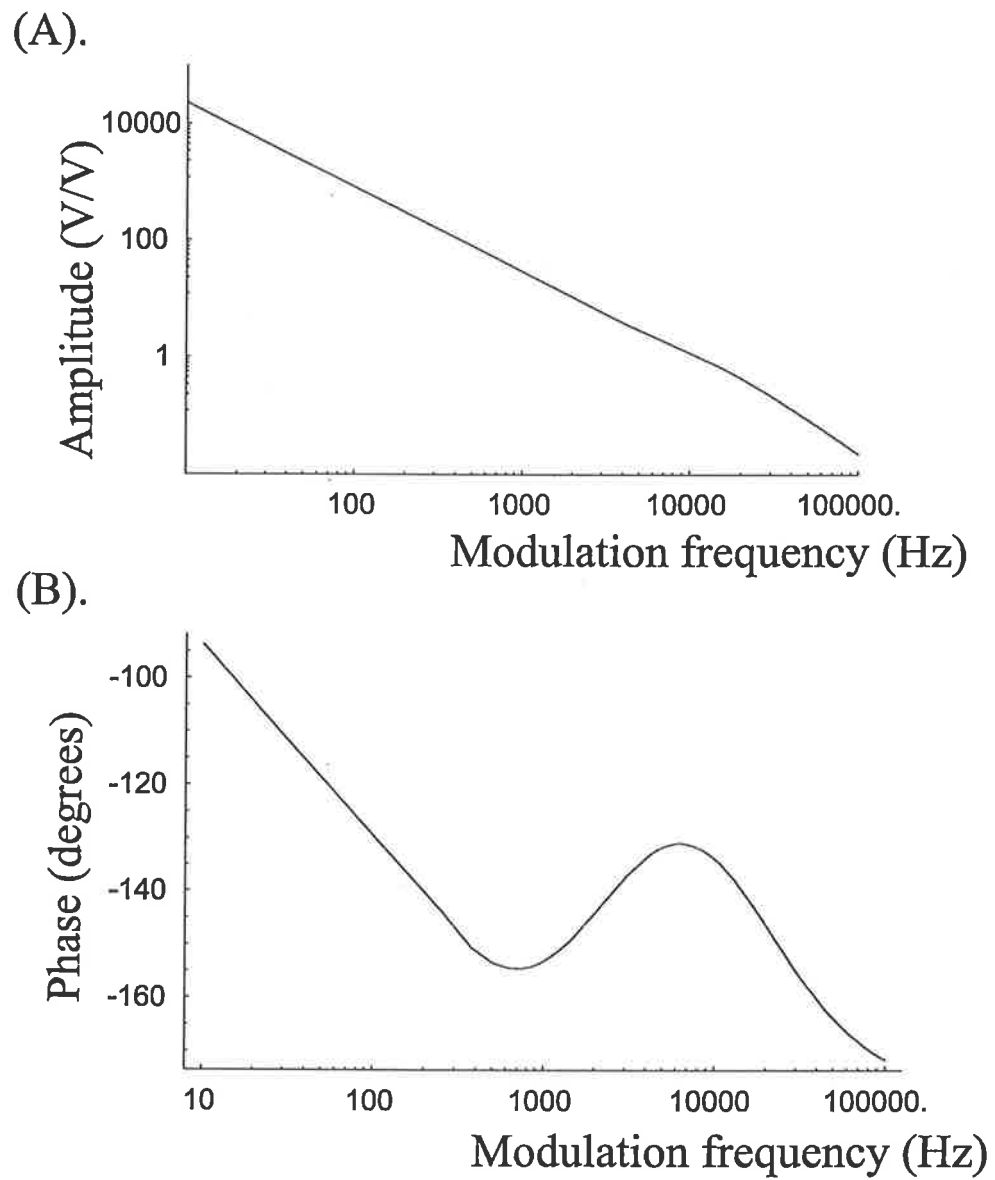 (A).
Amplitude (V/V)
10000
100
1
100 1000 10000 100000.
Modulation frequency (Hz)
(B).
Phase (degrees)
-100
-120
-140
-160
10 100 1000 10000 100000.
Modulation frequency (Hz)